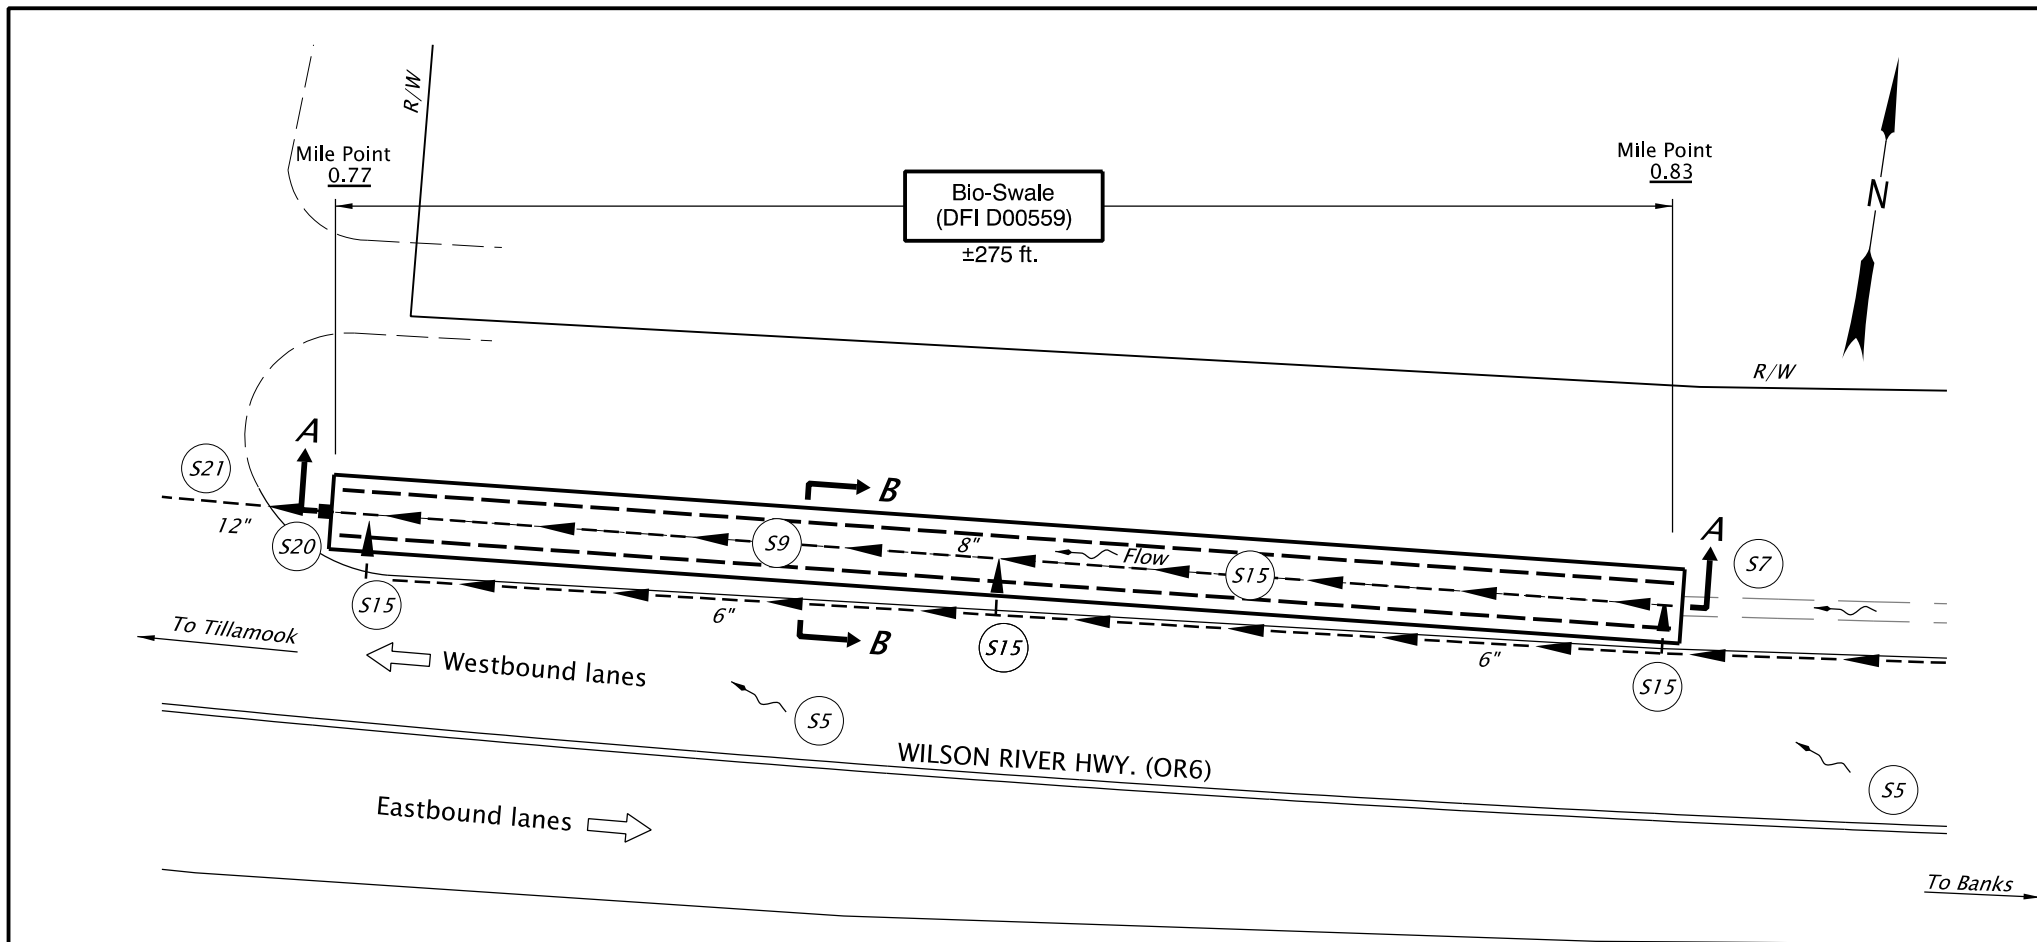 R/W
Mile Point
0.77
Mile Point
0.83
Bio-Swale
(DFI D00559)
±275 ft.
N
R/W
A
S21
12"
S20
B
S9
8"
Flow
S15
A
S7
S15
6"
B
S15
6"
S15
To Tillamook
Westbound lanes
S5
WILSON RIVER HWY. (OR6)
S5
Eastbound lanes
To Banks